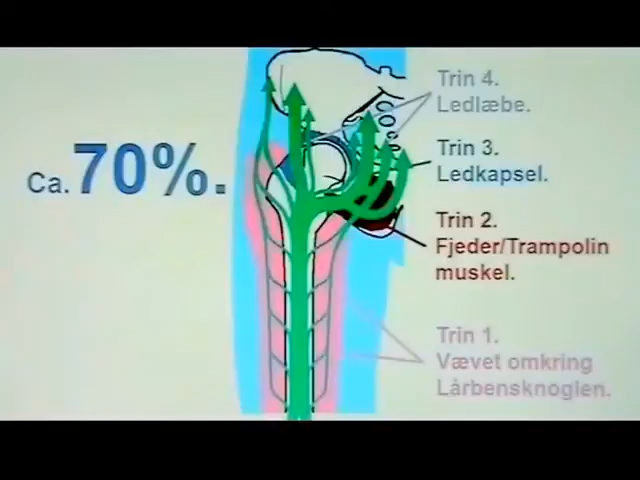 Trin 4.
Ledlæbe.
Ca. 70%.
Trin 3.
Ledkapsel.
Trin 2.
Fjeder/Trampolin
muskel.
Trin 1.
Vævet omkring
Lårbensknoglen.